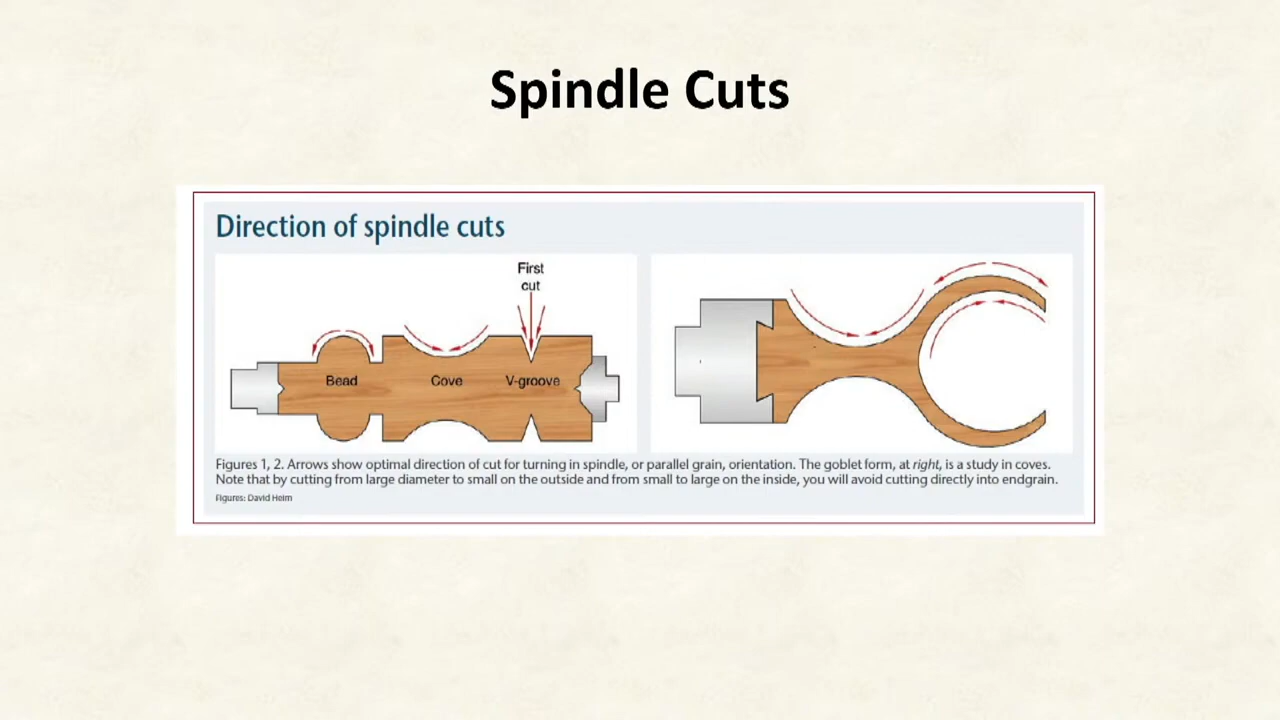 Spindle Cuts
Direction of spindle cuts
First
cut
Bead
Cove
V-groove
Figures 1, 2. Arrows show optimal direction of cut for turning in spindle, or parallel grain, orientation. The goblet form, at right, is a study in coves.
Note that by cutting from large diameter to small on the outside and from small to large on the inside, you will avoid cutting directly into endgrain.
Figures: David Heim